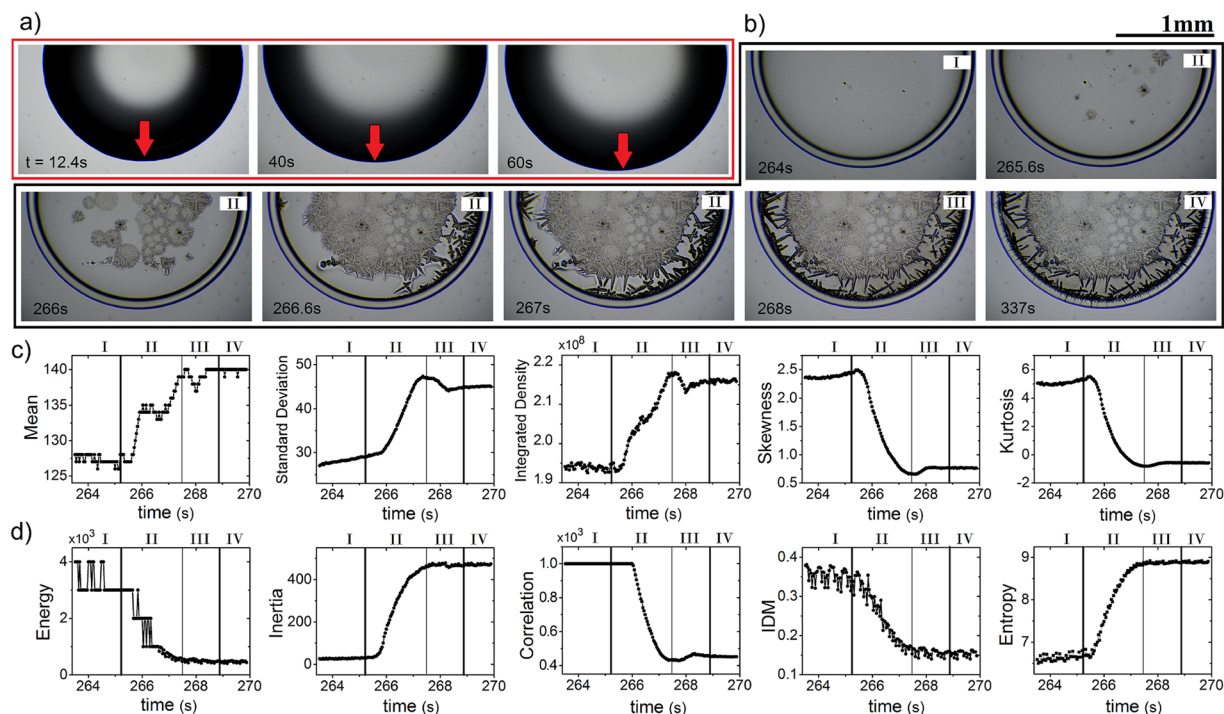 a)
b)
1mm
t = 12.4s
40s
60s
I
264s
II
265.6s
II
266s
II
266.6s
II
267s
III
268s
IV
337s
c)
I II III IV
Mean
140
135
130
125
264 266 268 270
time (s)
I II III IV
Standard Deviation
55
45
30
264 266 268 270
time (s)
×10⁸
I II III IV
Integrated Density
2.2
2.1
2.0
1.9
264 266 268 270
time (s)
I II III IV
Skewness
2.5
2.0
1.5
1.0
0.5
264 266 268 270
time (s)
I II III IV
Kurtosis
6
4
2
0
-2
264 266 268 270
time (s)
d)
×10³
I II III IV
Energy
4
2
0
264 266 268 270
time (s)
I II III IV
Inertia
400
200
0
264 266 268 270
time (s)
×10³
I II III IV
Correlation
1.0
0.8
0.6
0.4
264 266 268 270
time (s)
I II III IV
IDM
0.4
0.3
0.2
0.1
264 266 268 270
time (s)
I II III IV
Entropy
9
8
7
264 266 268 270
time (s)